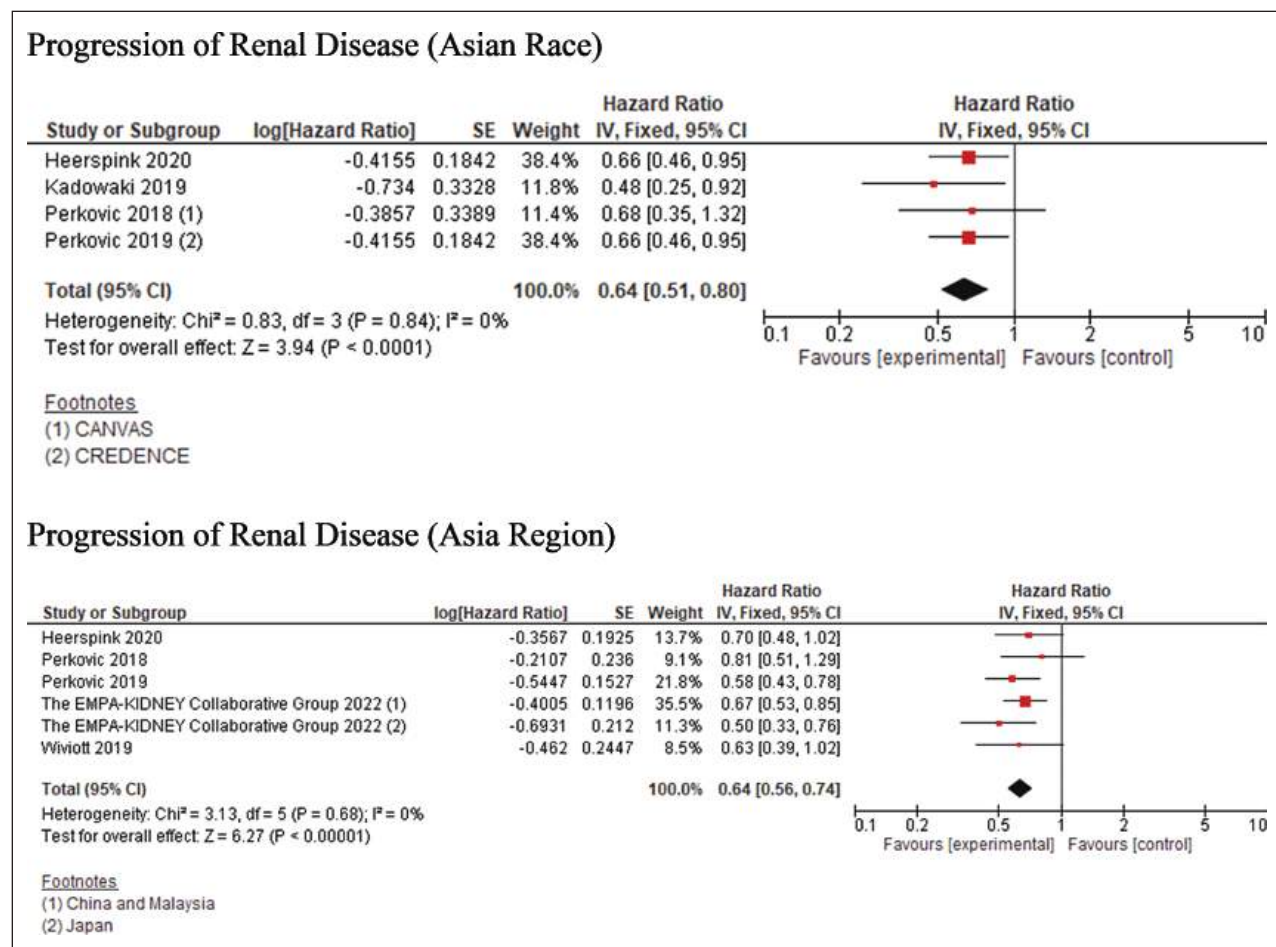 Progression of Renal Disease (Asian Race)
Hazard Ratio Hazard Ratio
Study or Subgroup log[Hazard Ratio] SE Weight IV, Fixed, 95% CI IV, Fixed, 95% CI
Heerspink 2020 -0.4155 0.1842 38.4% 0.66 [0.46, 0.95]
Kadowaki 2019 -0.734 0.3328 11.8% 0.48 [0.25, 0.92]
Perkovic 2018 (1) -0.3857 0.3389 11.4% 0.68 [0.35, 1.32]
Perkovic 2019 (2) -0.4155 0.1842 38.4% 0.66 [0.46, 0.95]
Total (95% CI) 100.0% 0.64 [0.51, 0.80]
Heterogeneity: Chi² = 0.83, df = 3 (P = 0.84); I² = 0%
Test for overall effect: Z = 3.94 (P < 0.0001)
0.1 0.2 0.5 1 2 5 10
Favours [experimental] Favours [control]
Footnotes
(1) CANVAS
(2) CREDENCE
Progression of Renal Disease (Asia Region)
Hazard Ratio Hazard Ratio
Study or Subgroup log[Hazard Ratio] SE Weight IV, Fixed, 95% CI IV, Fixed, 95% CI
Heerspink 2020 -0.3567 0.1925 13.7% 0.70 [0.48, 1.02]
Perkovic 2018 -0.2107 0.236 9.1% 0.81 [0.51, 1.29]
Perkovic 2019 -0.5447 0.1527 21.8% 0.58 [0.43, 0.78]
The EMPA-KIDNEY Collaborative Group 2022 (1) -0.4005 0.1196 35.5% 0.67 [0.53, 0.85]
The EMPA-KIDNEY Collaborative Group 2022 (2) -0.6931 0.212 11.3% 0.50 [0.33, 0.76]
Wiviott 2019 -0.462 0.2447 8.5% 0.63 [0.39, 1.02]
Total (95% CI) 100.0% 0.64 [0.56, 0.74]
Heterogeneity: Chi² = 3.13, df = 5 (P = 0.68); I² = 0%
Test for overall effect: Z = 6.27 (P < 0.00001)
0.1 0.2 0.5 1 2 5 10
Favours [experimental] Favours [control]
Footnotes
(1) China and Malaysia
(2) Japan